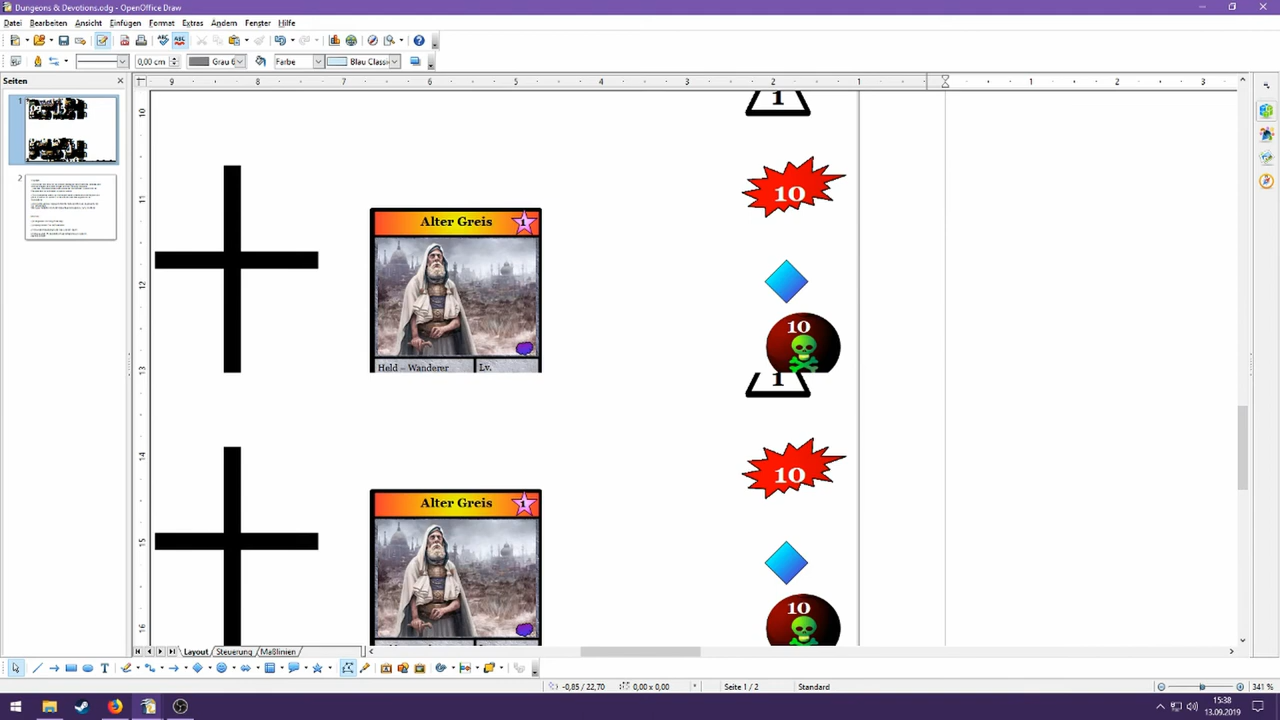 Dungeons & Devotions.odg - OpenOffice Draw
Datei Bearbeiten Ansicht Einfügen Format Extras Ändern Fenster Hilfe
0,00 cm Grau 6 Farbe Blau Classic
Seiten
9 8 7 6 5 4 3 2 1 1 2 3
1
2
10
11
12
13
14
15
16
1
10
Alter Greis 1
10
Held – Wanderer Lv.
1
10
Alter Greis 1
10
Layout Steuerung Maßlinien
-0,85 / 22,70 0,00 x 0,00 * Seite 1 / 2 Standard 341 %
15:38
13.09.2019